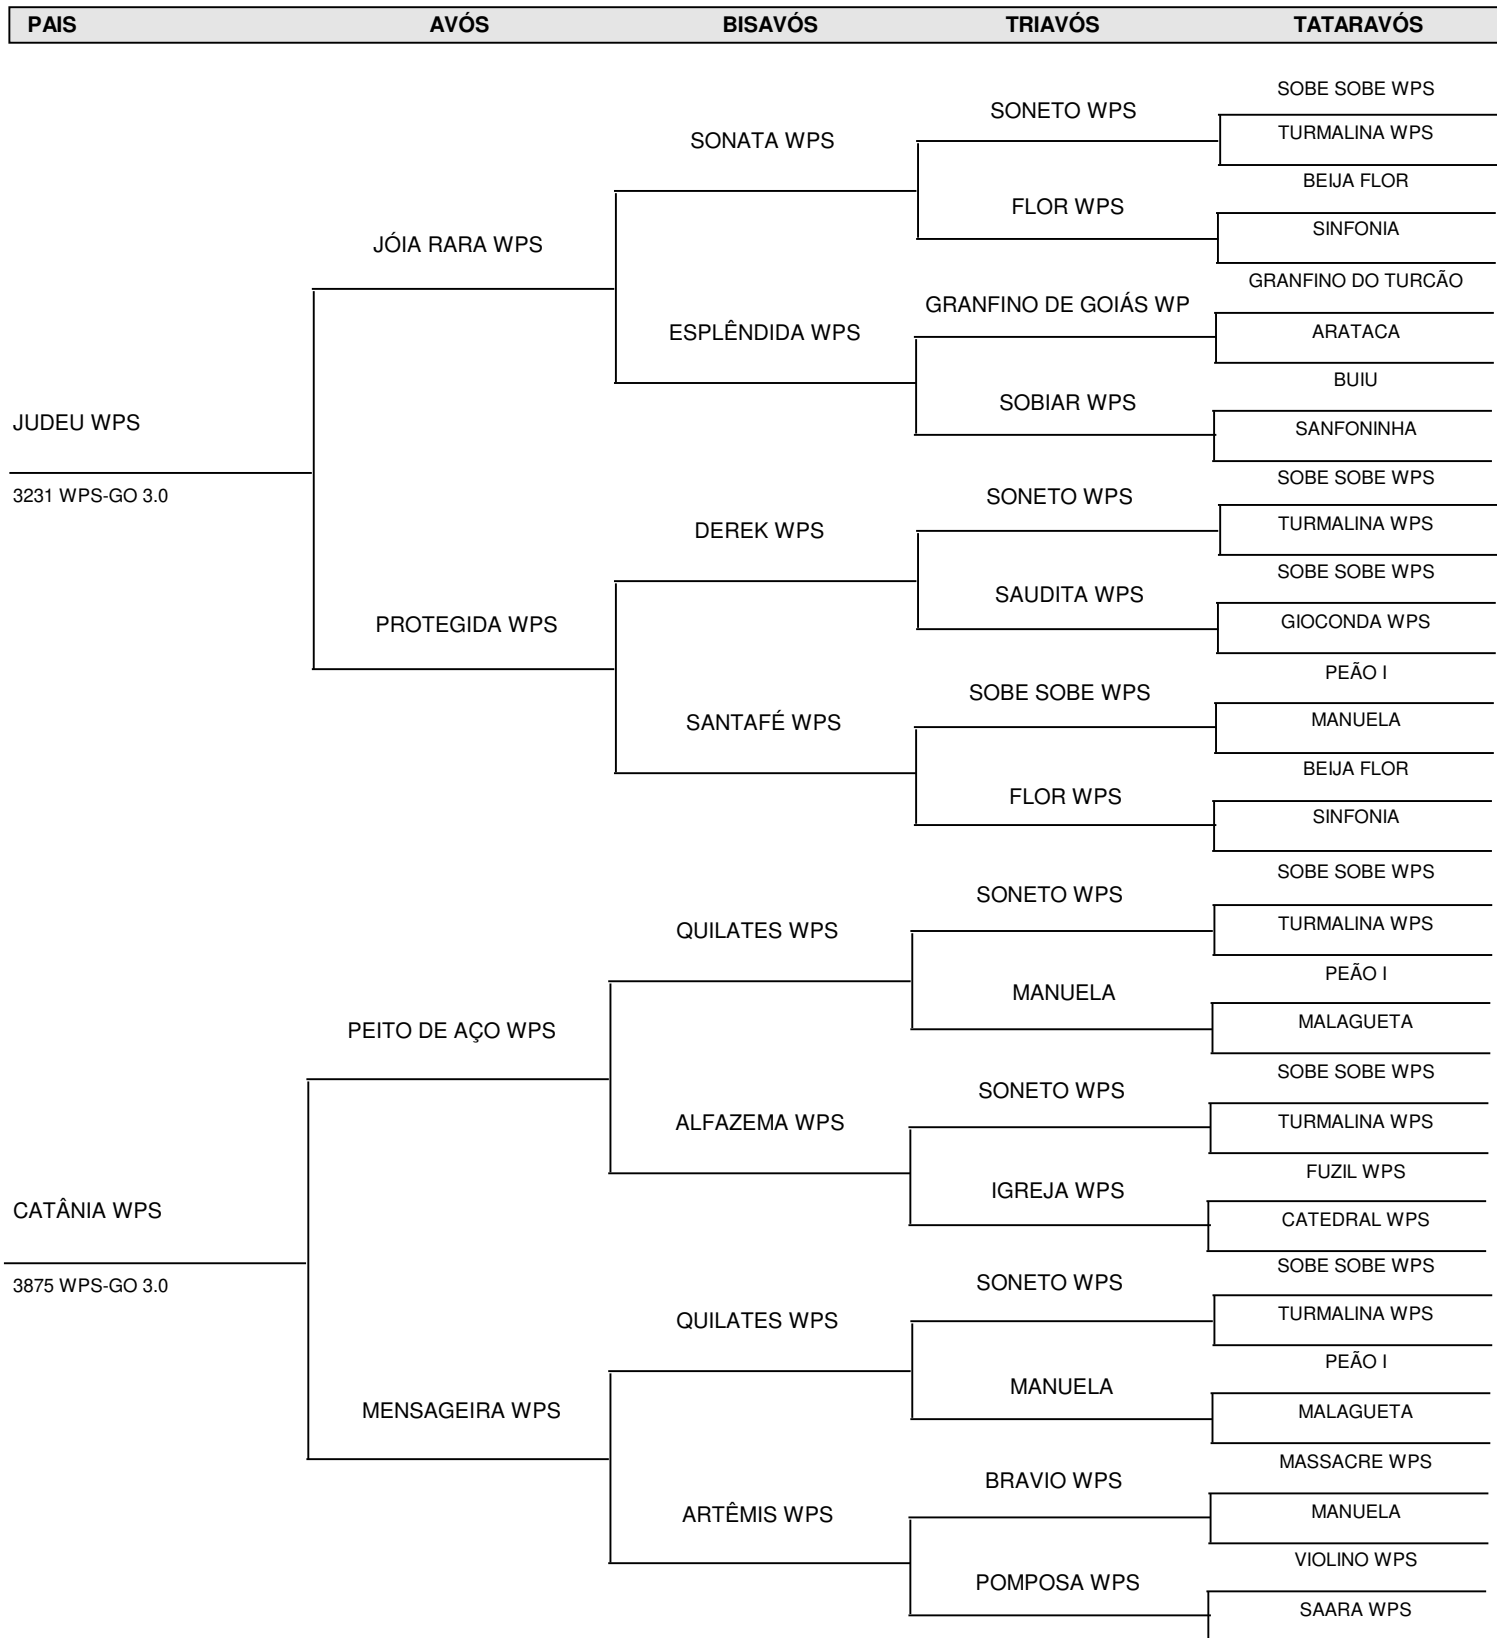 PAIS AVÓS BISAVÓS TRIAVÓS TATARAVÓS
SOBE SOBE WPS
SONETO WPS
TURMALINA WPS
SONATA WPS
BEIJA FLOR
FLOR WPS
SINFONIA
JÓIA RARA WPS
GRANFINO DO TURCÃO
GRANFINO DE GOIÁS WP
ARATACA
ESPLÊNDIDA WPS
BUIU
SOBIAR WPS
JUDEU WPS
SANFONINHA
SOBE SOBE WPS
3231 WPS-GO 3.0
SONETO WPS
TURMALINA WPS
DEREK WPS
SOBE SOBE WPS
SAUDITA WPS
GIOCONDA WPS
PROTEGIDA WPS
PEÃO I
SOBE SOBE WPS
MANUELA
SANTAFÉ WPS
BEIJA FLOR
FLOR WPS
SINFONIA
SOBE SOBE WPS
SONETO WPS
TURMALINA WPS
QUILATES WPS
PEÃO I
MANUELA
MALAGUETA
PEITO DE AÇO WPS
SOBE SOBE WPS
SONETO WPS
TURMALINA WPS
ALFAZEMA WPS
FUZIL WPS
IGREJA WPS
CATÂNIA WPS
CATEDRAL WPS
SOBE SOBE WPS
3875 WPS-GO 3.0
SONETO WPS
TURMALINA WPS
QUILATES WPS
PEÃO I
MANUELA
MENSAGEIRA WPS
MALAGUETA
MASSACRE WPS
BRAVIO WPS
MANUELA
ARTÊMIS WPS
VIOLINO WPS
POMPOSA WPS
SAARA WPS